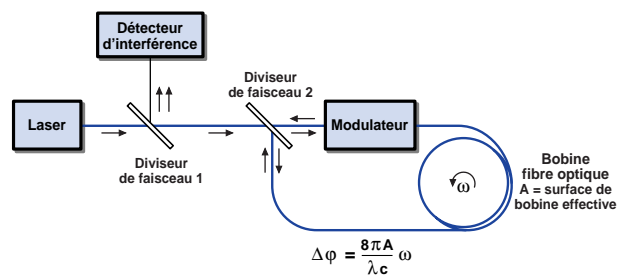 Détecteur
d'interférence
Laser
Diviseur
de faisceau 1
Diviseur
de faisceau 2
Modulateur
ω
Bobine
fibre optique
A = surface de
bobine effective
Δφ = 8πA/λc ω